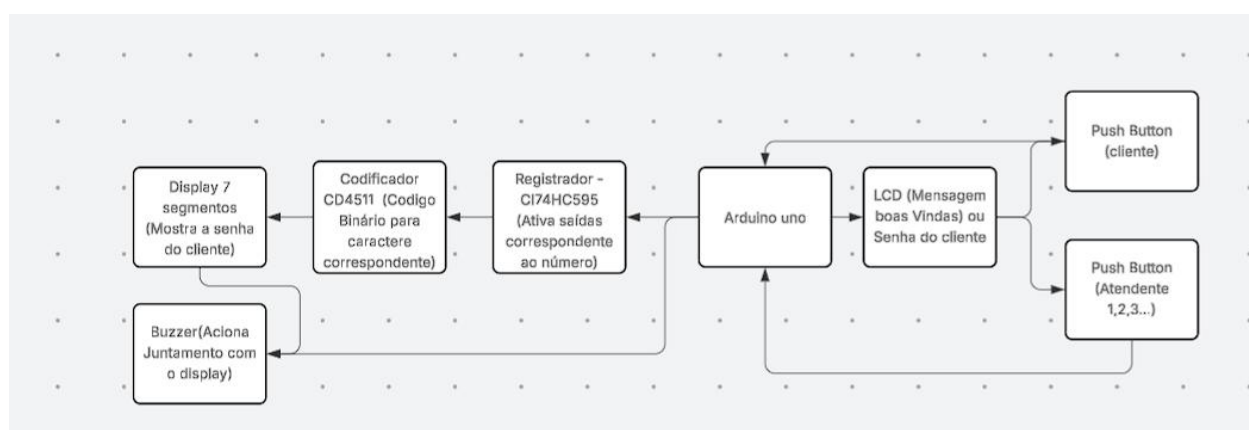 Push Button
(cliente)
Display 7
segmentos
(Mostra a senha
do cliente)
Codificador
CD4511 (Codigo
Binário para
caractere
correspondente)
Registrador -
CI74HC595
(Ativa saídas
correspondente
ao número)
Arduino uno
LCD (Mensagem
boas Vindas) ou
Senha do cliente
Push Button
(Atendente
1,2,3...)
Buzzer(Aciona
Juntamento com
o display)